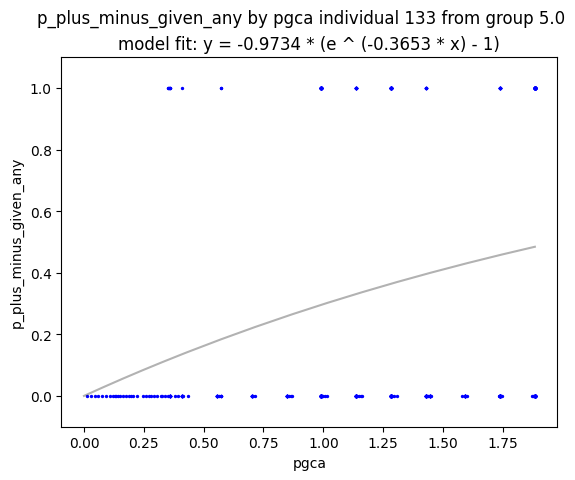 p_plus_minus_given_any by pgca individual 133 from group 5.0
model fit: y = -0.9734 * (e ^ (-0.3653 * x) - 1)
1.0
0.8
0.6
0.4
0.2
0.0
p_plus_minus_given_any
0.00 0.25 0.50 0.75 1.00 1.25 1.50 1.75
pgca